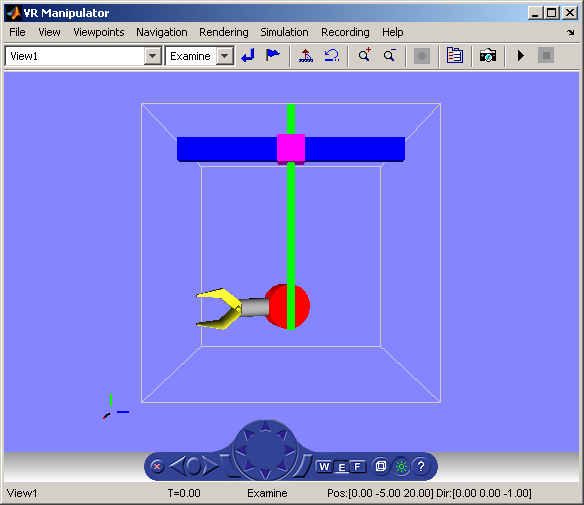 VR Manipulator
File View Viewpoints Navigation Rendering Simulation Recording Help
View1 Examine
W E F ?
View1 T=0.00 Examine Pos:[0.00 -5.00 20.00] Dir:[0.00 0.00 -1.00]